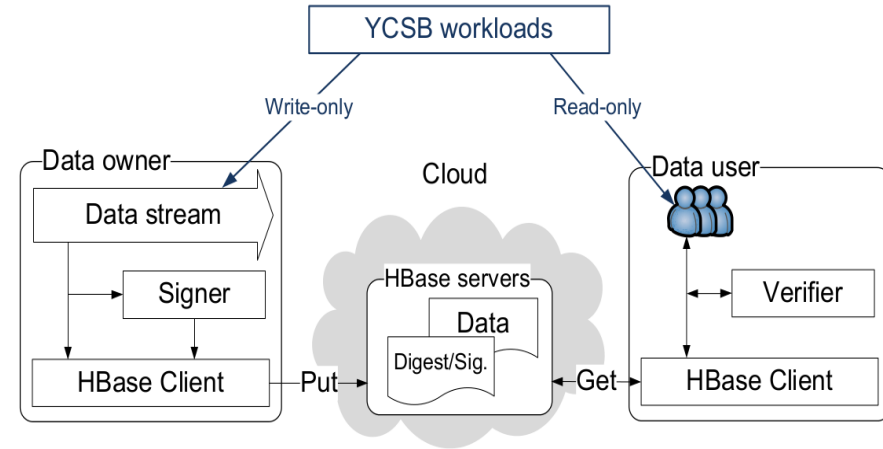 YCSB workloads
Write-only
Read-only
Data owner
Data stream
Signer
HBase Client
Put
Cloud
HBase servers
Data
Digest/Sig.
Get
Data user
Verifier
HBase Client